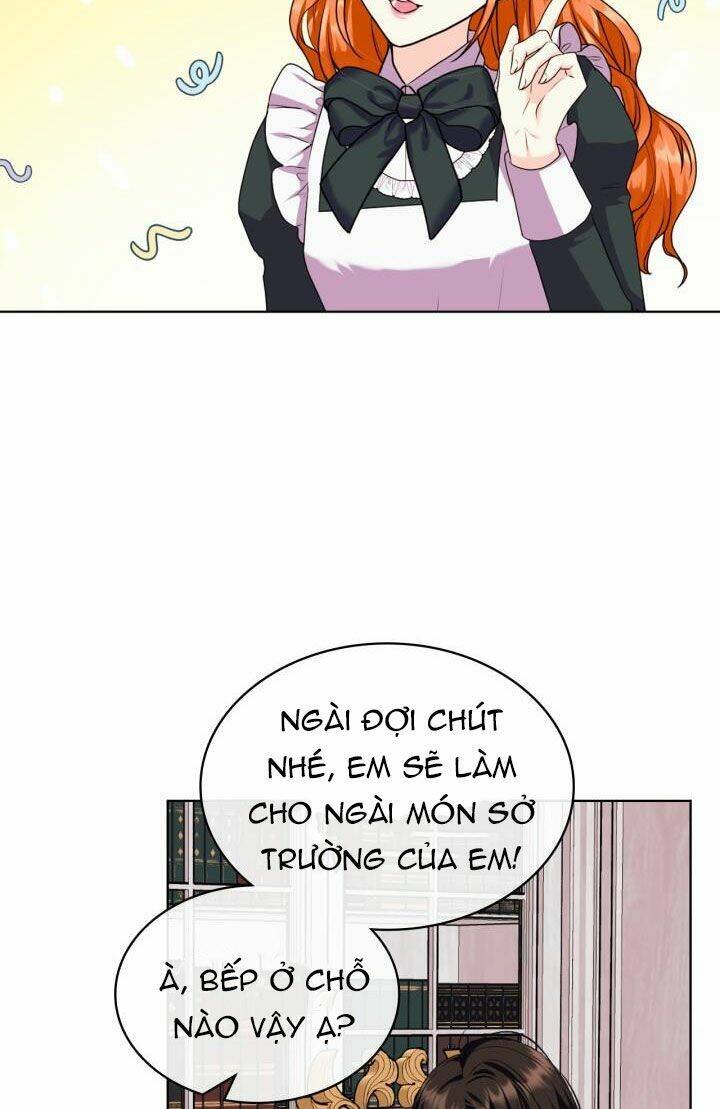 NGÀI ĐỢI CHÚT
NHÉ, EM SẼ LÀM
CHO NGÀI MÓN SỞ
TRƯỜNG CỦA EM!
À, BẾP Ở CHỖ
NÀO VẬY Ạ?